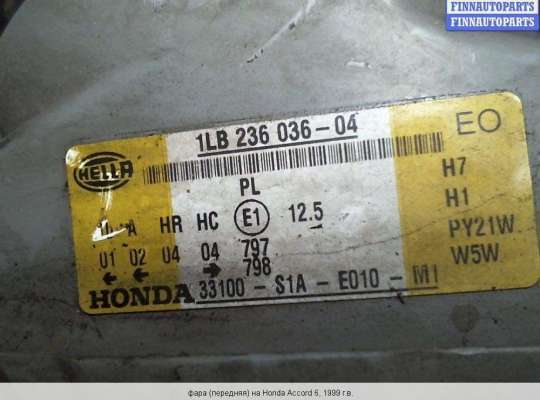 FINNAUTOPARTS
FINNAUTOPARTS
1LB 236 036-04
EO
HELLA
PL
H7
HR HC E1 12.5
H1
PY21W
01 02 04 04 797
798
W5W
HONDA 33100 - S1A - E010 - M1
фара (передняя) на Honda Accord 6, 1999 г.в.